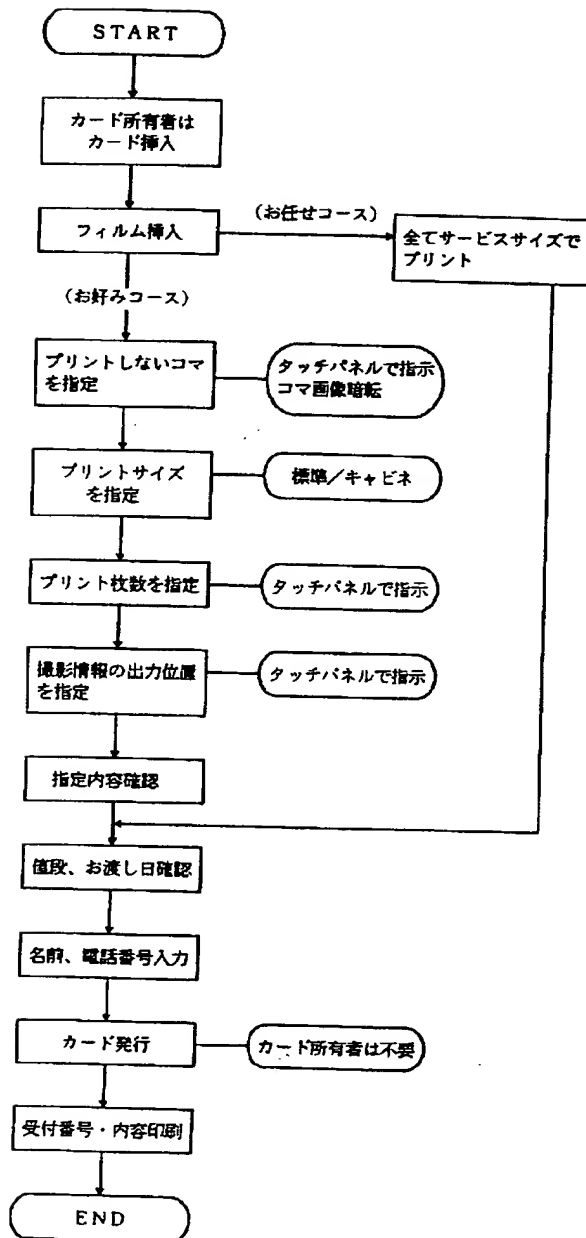 START
カード所有者は
カード挿入
フィルム挿入
(お任せコース)
全てサービスサイズで
プリント
(お好みコース)
プリントしないコマ
を指定
タッチパネルで指示
コマ画像暗転
プリントサイズ
を指定
標準/キャビネ
プリント枚数を指定
タッチパネルで指示
撮影情報の出力位置
を指定
タッチパネルで指示
指定内容確認
値段、お渡し日確認
名前、電話番号入力
カード発行
カード所有者は不要
受付番号・内容印刷
END